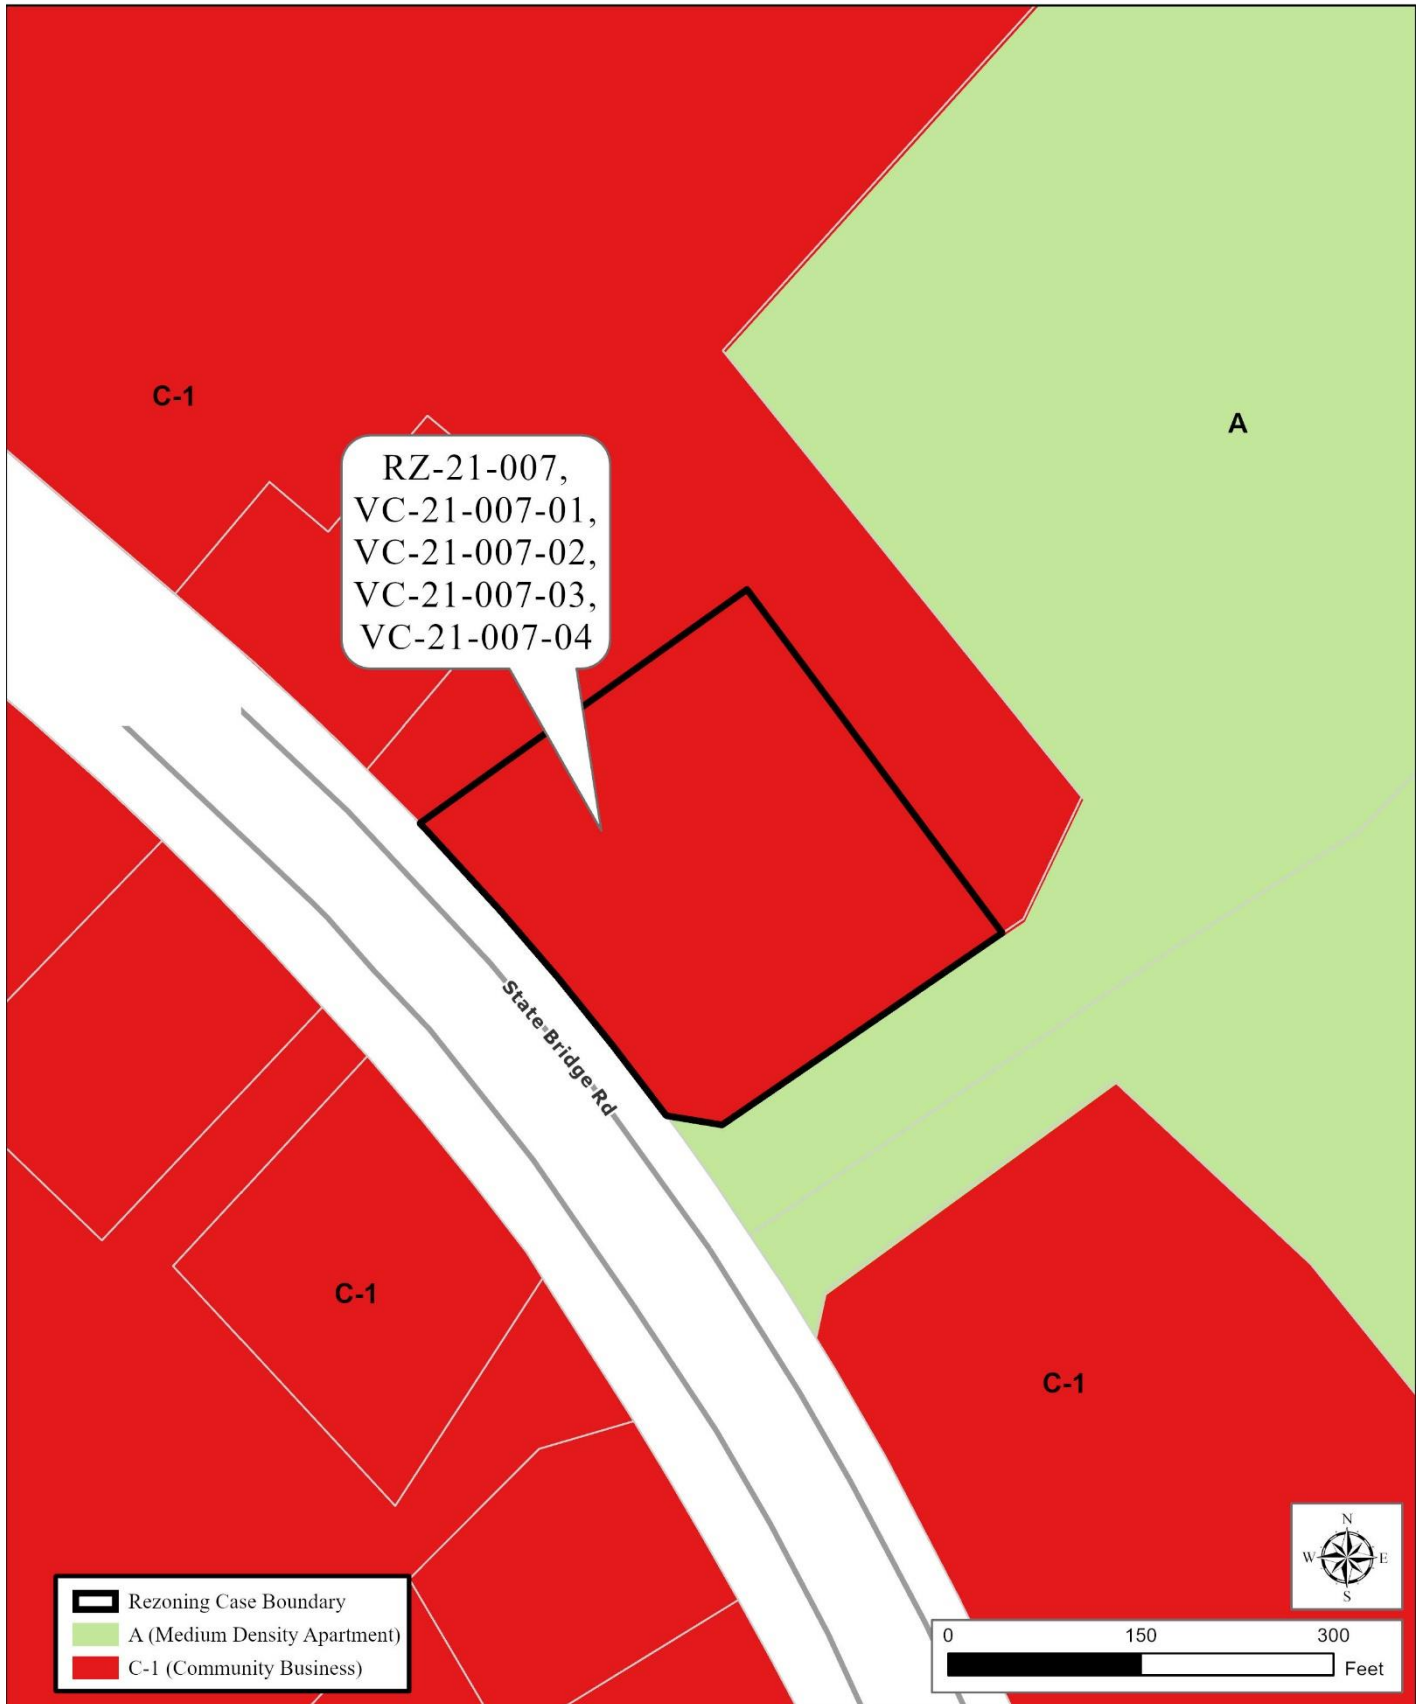 C-1
A
RZ-21-007,
VC-21-007-01,
VC-21-007-02,
VC-21-007-03,
VC-21-007-04
State Bridge Rd
C-1
C-1
N
W E
S
Rezoning Case Boundary
A (Medium Density Apartment)
C-1 (Community Business)
0 150 300
Feet